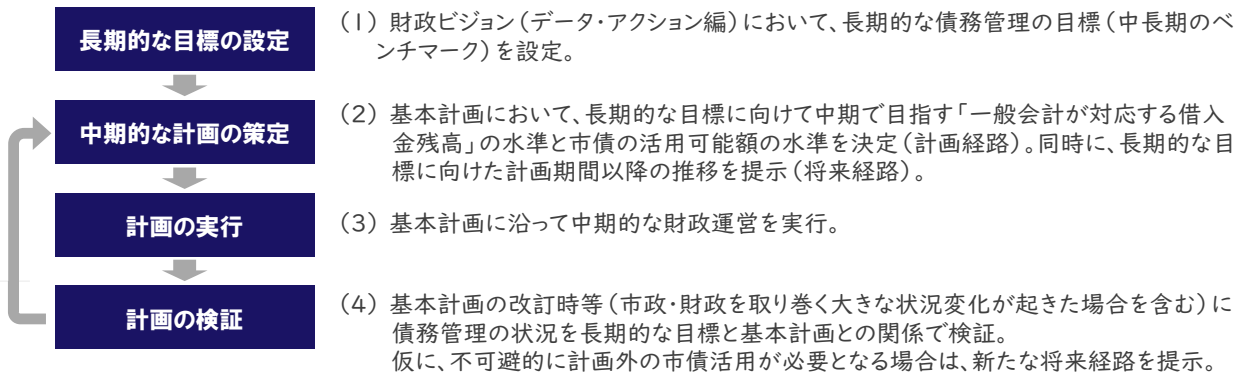 長期的な目標の設定
(1) 財政ビジョン(データ・アクション編)において、長期的な債務管理の目標(中長期のベ
ンチマーク)を設定。
中期的な計画の策定
(2) 基本計画において、長期的な目標に向けて中期で目指す「一般会計が対応する借入
金残高」の水準と市債の活用可能額の水準を決定(計画経路)。同時に、長期的な目
標に向けた計画期間以降の推移を提示(将来経路)。
計画の実行
(3) 基本計画に沿って中期的な財政運営を実行。
計画の検証
(4) 基本計画の改訂時等(市政・財政を取り巻く大きな状況変化が起きた場合を含む)に
債務管理の状況を長期的な目標と基本計画との関係で検証。
仮に、不可避的に計画外の市債活用が必要となる場合は、新たな将来経路を提示。